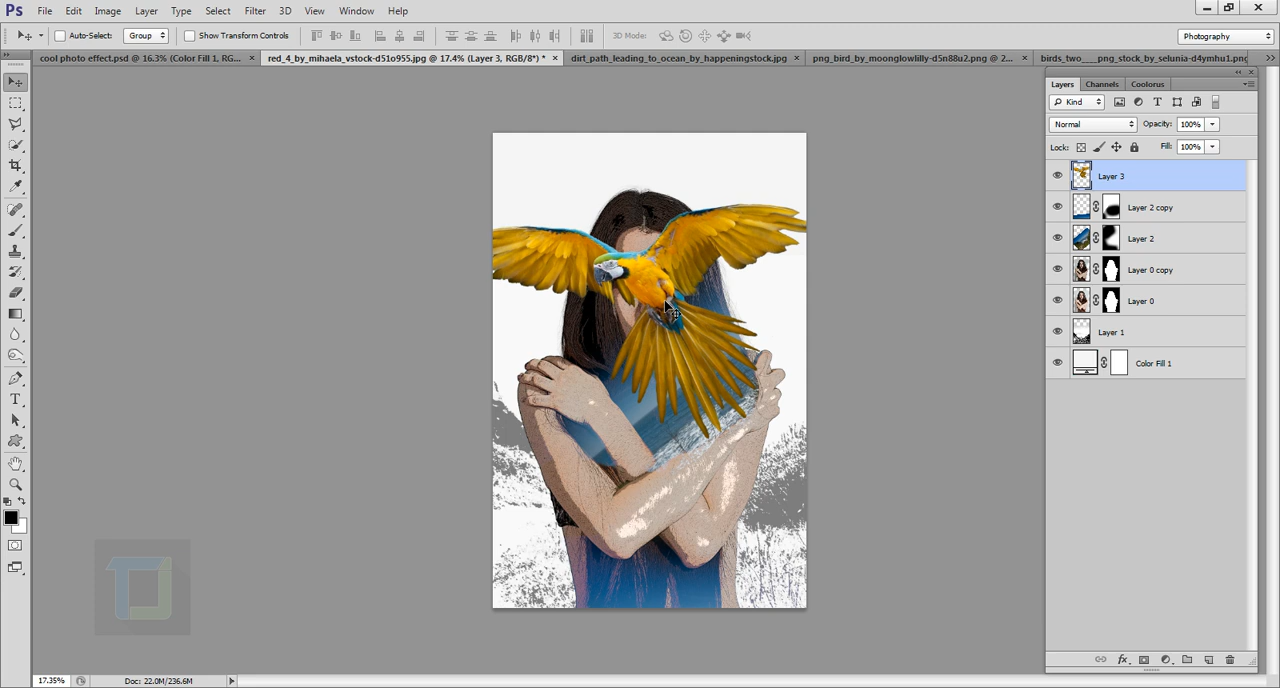 Ps File Edit Image Layer Type Select Filter 3D View Window Help
Auto-Select: Group Show Transform Controls 3D Mode: Photography
cool photo effect.psd @ 16.3% (Color Fill 1, RG... × red_4_by_mihaela_vstock-d51o955.jpg @ 17.4% (Layer 3, RGB/8*) * × dirt_path_leading_to_ocean_by_happeningstock.jpg × png_bird_by_moonglowlilly-d5n88u2.png @ 2... × birds_two____png_stock_by_selunia-d4ymhu1.png
Layers Channels Coolorus
Kind
Normal Opacity: 100%
Lock: Fill: 100%
Layer 3
Layer 2 copy
Layer 2
Layer 0 copy
Layer 0
Layer 1
Color Fill 1
fx
17.35% Doc: 22.0M/236.6M